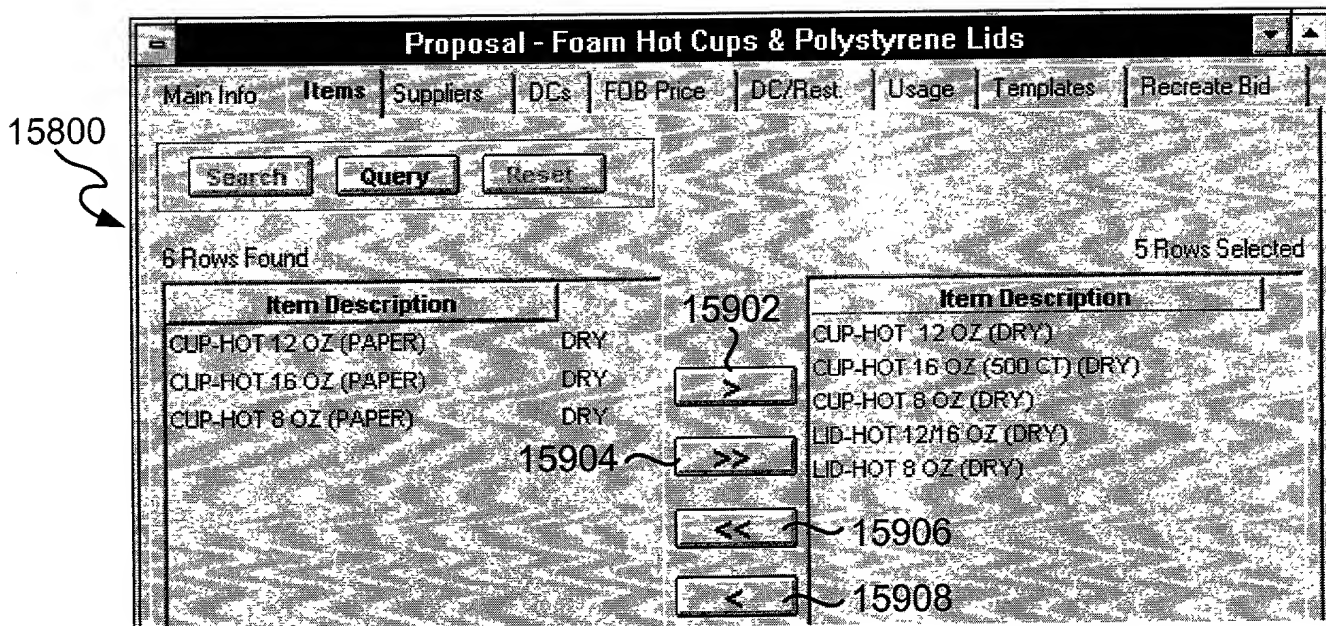 Proposal - Foam Hot Cups & Polystyrene Lids
Main Info Items Suppliers DCs FOB Price DC/Rest. Usage Templates Recreate Bid
15800
Search Query Reset
6 Rows Found 5 Rows Selected
Item Description Item Description
15902
CUP-HOT 12 OZ (PAPER) DRY CUP-HOT 12 OZ (DRY)
CUP-HOT 16 OZ (PAPER) DRY > CUP-HOT 16 OZ (500 CT) (DRY)
CUP-HOT 8 OZ (PAPER) DRY CUP-HOT 8 OZ (DRY)
LID-HOT 12/16 OZ (DRY)
15904 >> LID-HOT 8 OZ (DRY)
<< 15906
< 15908